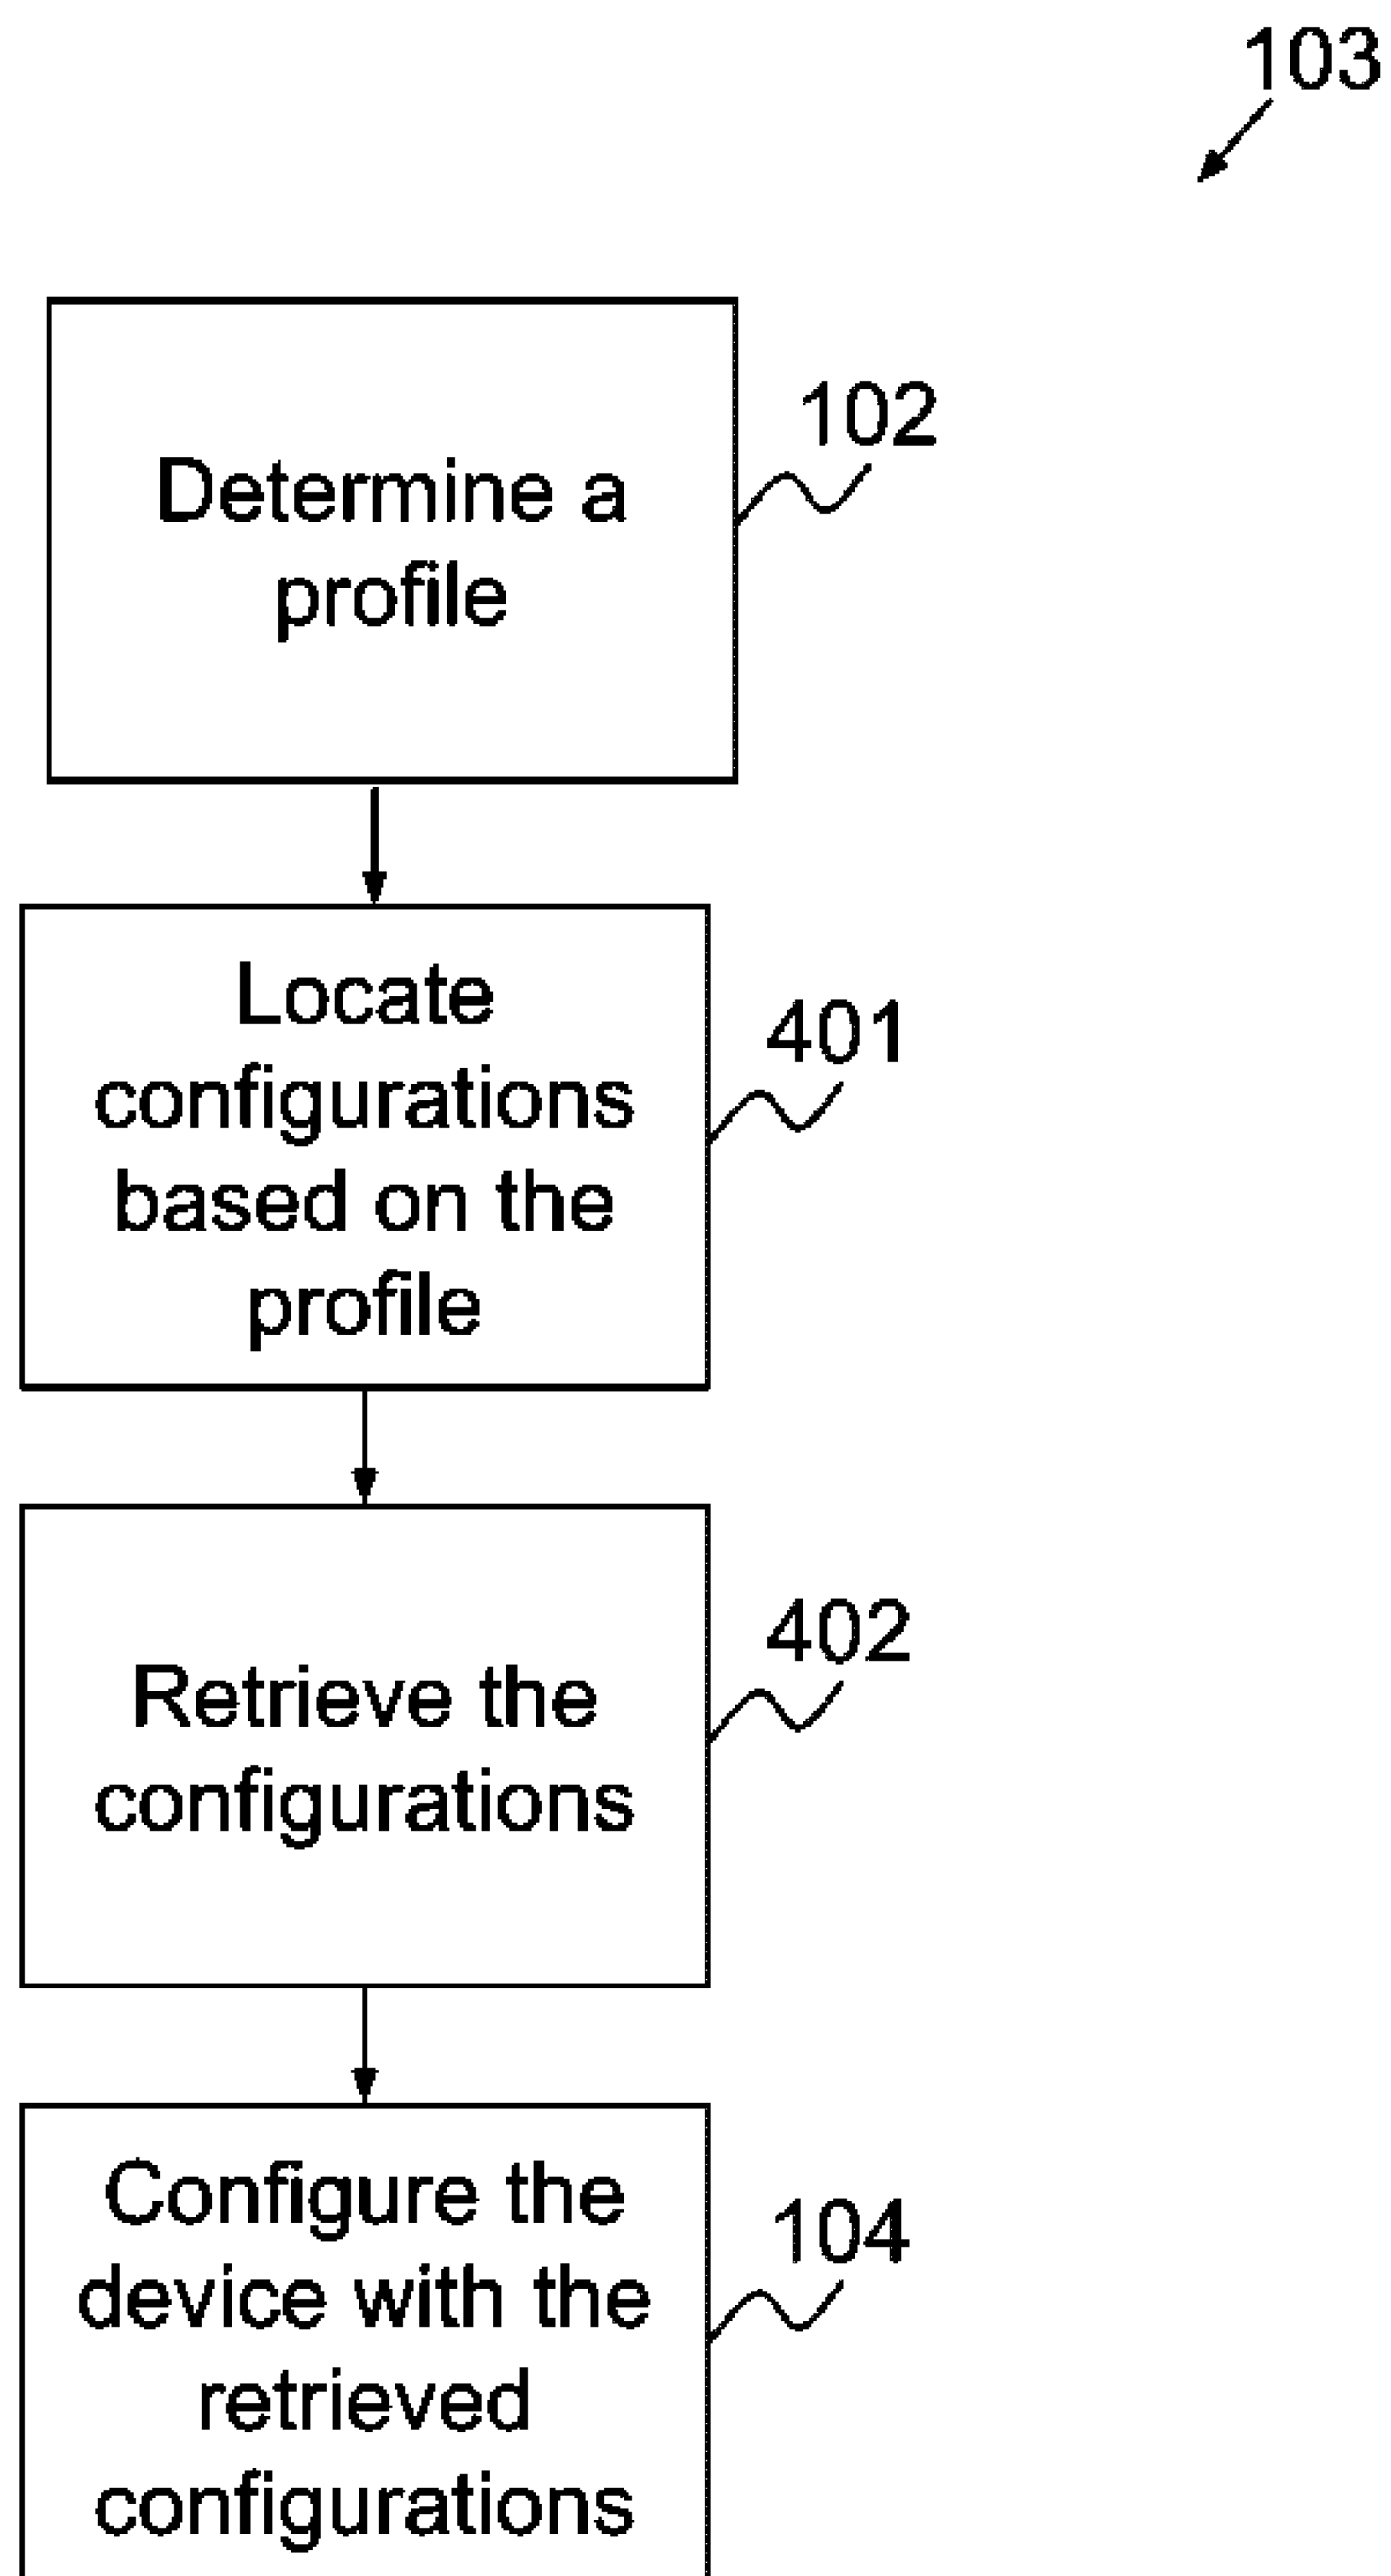 103
102
Determine a
profile
401
Locate
configurations
based on the
profile
402
Retrieve the
configurations
104
Configure the
device with the
retrieved
configurations